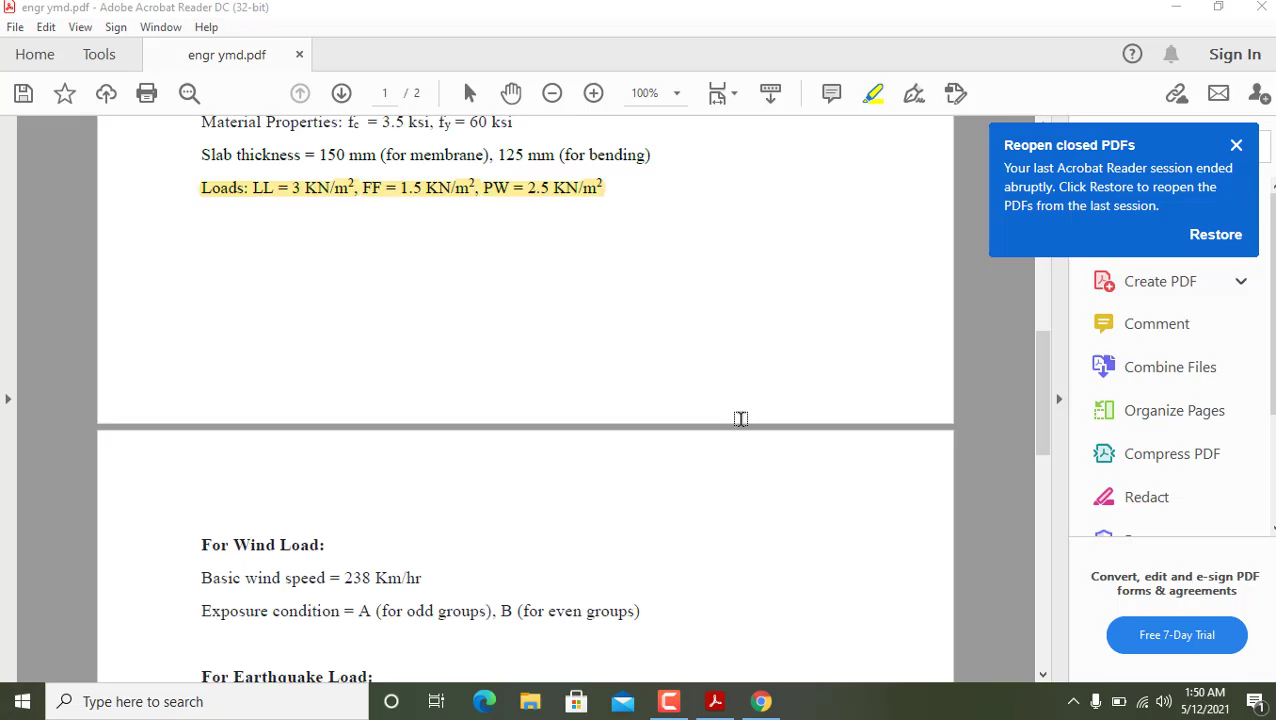 engr ymd.pdf - Adobe Acrobat Reader DC (32-bit)
File Edit View Sign Window Help
Home Tools engr ymd.pdf × Sign In
1 / 2 100%
Material Properties: fc = 3.5 ksi, fy = 60 ksi
Slab thickness = 150 mm (for membrane), 125 mm (for bending)
Loads: LL = 3 KN/m², FF = 1.5 KN/m², PW = 2.5 KN/m²
For Wind Load:
Basic wind speed = 238 Km/hr
Exposure condition = A (for odd groups), B (for even groups)
For Earthquake Load:
Reopen closed PDFs
Your last Acrobat Reader session ended
abruptly. Click Restore to reopen the
PDFs from the last session.
Restore
Create PDF
Comment
Combine Files
Organize Pages
Compress PDF
Redact
Convert, edit and e-sign PDF
forms & agreements
Free 7-Day Trial
Type here to search
1:50 AM
5/12/2021
1